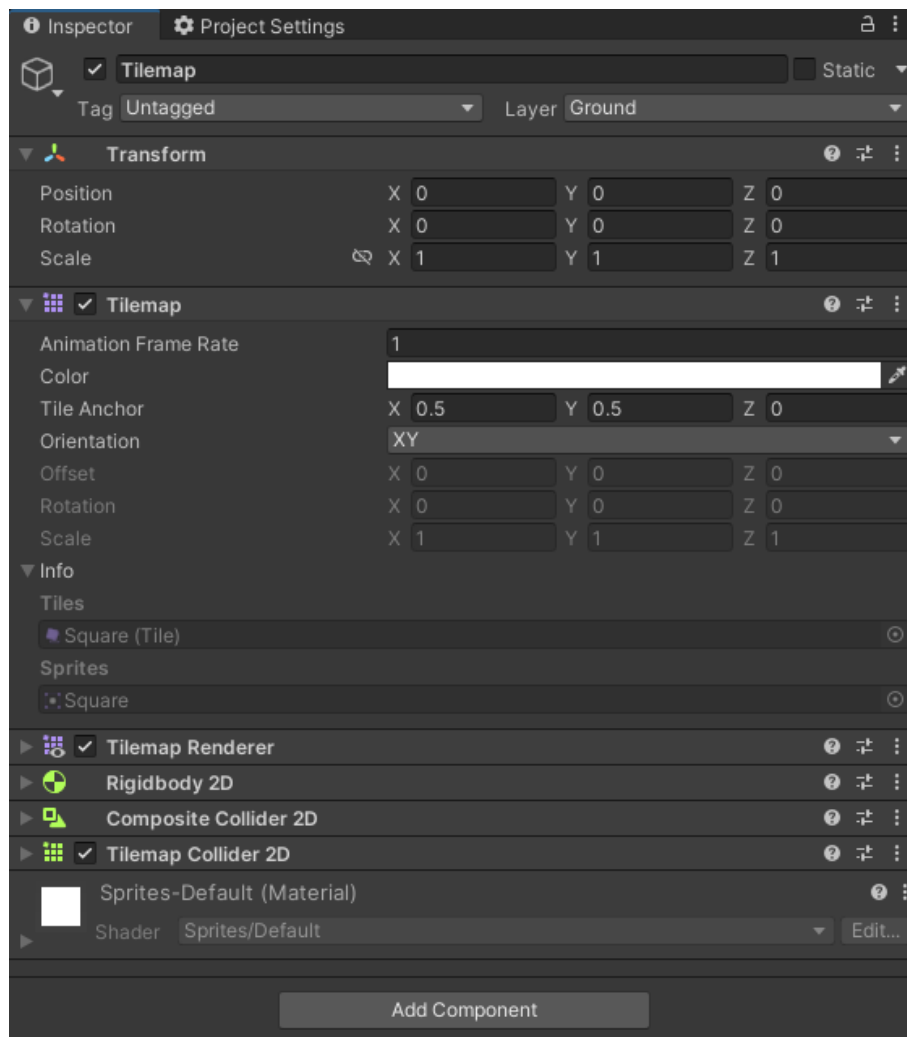 Inspector Project Settings
Tilemap Static
Tag Untagged Layer Ground
Transform
Position X 0 Y 0 Z 0
Rotation X 0 Y 0 Z 0
Scale X 1 Y 1 Z 1
Tilemap
Animation Frame Rate 1
Color
Tile Anchor X 0.5 Y 0.5 Z 0
Orientation XY
Offset X 0 Y 0 Z 0
Rotation X 0 Y 0 Z 0
Scale X 1 Y 1 Z 1
Info
Tiles
Square (Tile)
Sprites
Square
Tilemap Renderer
Rigidbody 2D
Composite Collider 2D
Tilemap Collider 2D
Sprites-Default (Material)
Shader Sprites/Default Edit...
Add Component